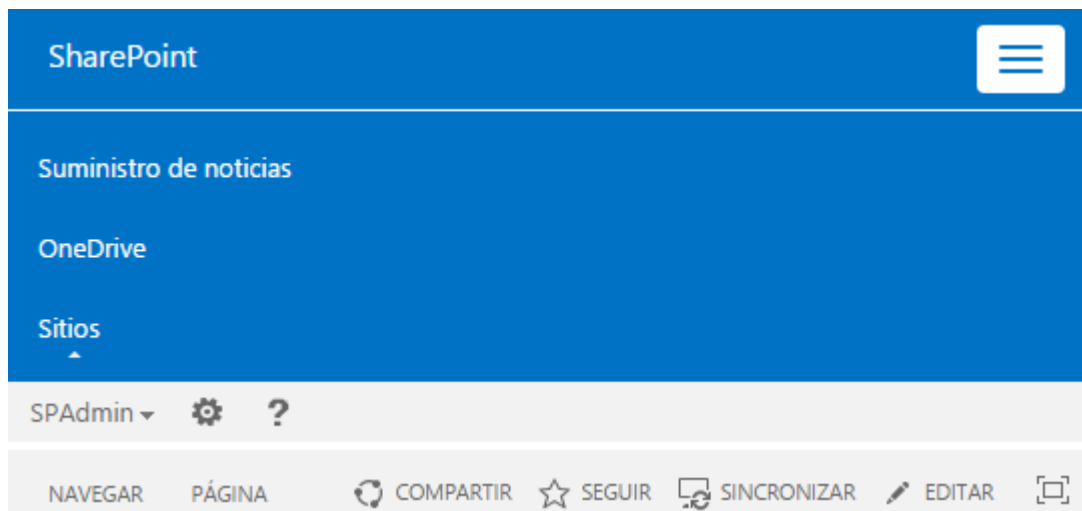 SharePoint
Suministro de noticias
OneDrive
Sitios
SPAdmin ?
NAVEGAR PÁGINA COMPARTIR SEGUIR SINCRONIZAR EDITAR